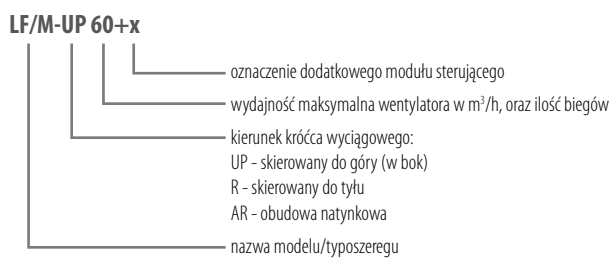 LF/M-UP 60+x
oznaczenie dodatkowego modułu sterującego
wydajność maksymalna wentylatora w m³/h, oraz ilość biegów
kierunek króćca wyciągowego:
UP - skierowany do góry (w bok)
R - skierowany do tyłu
AR - obudowa natynkowa
nazwa modelu/typoszeregu